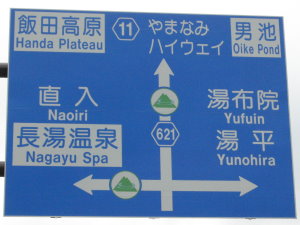 飯田高原
Handa Plateau
11
やまなみ
ハイウェイ
男池
Oike Pond
直入
Naoiri
長湯温泉
Nagayu Spa
621
湯布院
Yufuin
湯平
Yunohira